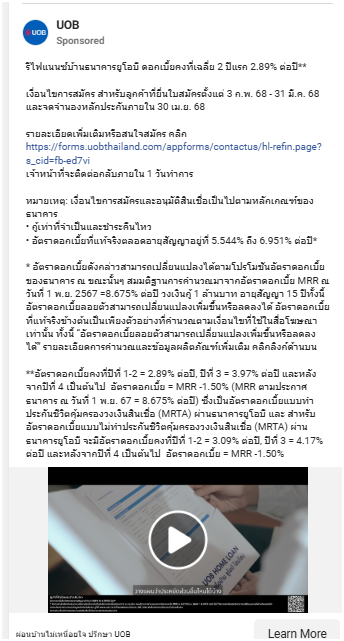 UOB
Sponsored
รีไฟแนนซ์บ้านธนาคารยูโอบี ดอกเบี้ยคงที่เฉลี่ย 2 ปีแรก 2.89% ต่อปี**
เงื่อนไขการสมัคร สำหรับลูกค้าที่ยื่นใบสมัครตั้งแต่ 3 ก.พ. 68 - 31 มี.ค. 68
และจดจำนองหลักประกันภายใน 30 เม.ย. 68
รายละเอียดเพิ่มเติมหรือสนใจสมัคร คลิก
https://forms.uobthailand.com/appforms/contactus/hl-refin.page?
s_cid=fb-ed7vi
เจ้าหน้าที่จะติดต่อกลับภายใน 1 วันทำการ
หมายเหตุ: เงื่อนไขการสมัครและอนุมัติสินเชื่อเป็นไปตามหลักเกณฑ์ของ
ธนาคาร
• กู้เท่าที่จำเป็นและชำระคืนไหว
• อัตราดอกเบี้ยที่แท้จริงตลอดอายุสัญญาอยู่ที่ 5.544% ถึง 6.951% ต่อปี*
* อัตราดอกเบี้ยดังกล่าวสามารถเปลี่ยนแปลงได้ตามโปรโมชันอัตราดอกเบี้ย
ของธนาคาร ณ ขณะนั้นๆ สมมติฐานการคำนวณมาจากอัตราดอกเบี้ย MRR ณ
วันที่ 1 พ.ย. 2567 =8.675% ต่อปี วงเงินกู้ 1 ล้านบาท อายุสัญญา 15 ปีทั้งนี้
อัตราดอกเบี้ยลอยตัวสามารถเปลี่ยนแปลงเพิ่มขึ้นหรือลดลงได้ อัตราดอกเบี้ย
ที่แท้จริงข้างต้นเป็นเพียงตัวอย่างที่คำนวณตามเงื่อนไขที่ใช้ในสื่อโฆษณา
เท่านั้น ทั้งนี้ "อัตราดอกเบี้ยลอยตัวสามารถเปลี่ยนแปลงเพิ่มขึ้นหรือลดลง
ได้" รายละเอียดการคำนวณและข้อมูลผลิตภัณฑ์เพิ่มเติม คลิกลิงก์ด้านบน
**อัตราดอกเบี้ยคงที่ปีที่ 1-2 = 2.89% ต่อปี, ปีที่ 3 = 3.97% ต่อปี และหลัง
จากปีที่ 4 เป็นต้นไป อัตราดอกเบี้ย = MRR -1.50% (MRR ตามประกาศ
ธนาคาร ณ วันที่ 1 พ.ย. 67 = 8.675% ต่อปี) ซึ่งเป็นอัตราดอกเบี้ยแบบทำ
ประกันชีวิตคุ้มครองวงเงินสินเชื่อ (MRTA) ผ่านธนาคารยูโอบี และ สำหรับ
อัตราดอกเบี้ยแบบไม่ทำประกันชีวิตคุ้มครองวงเงินสินเชื่อ (MRTA) ผ่าน
ธนาคารยูโอบี จะมีอัตราดอกเบี้ยคงที่ปีที่ 1-2 = 3.09% ต่อปี, ปีที่ 3 = 4.17%
ต่อปี และหลังจากปีที่ 4 เป็นต้นไป อัตราดอกเบี้ย = MRR -1.50%
UOB HOME LOAN
วางแผนว่าประหยัดส่วนอื่นไหนได้ว่าง
ผ่อนบ้านไม่เหนื่อยใจ ปรึกษา UOB
Learn More